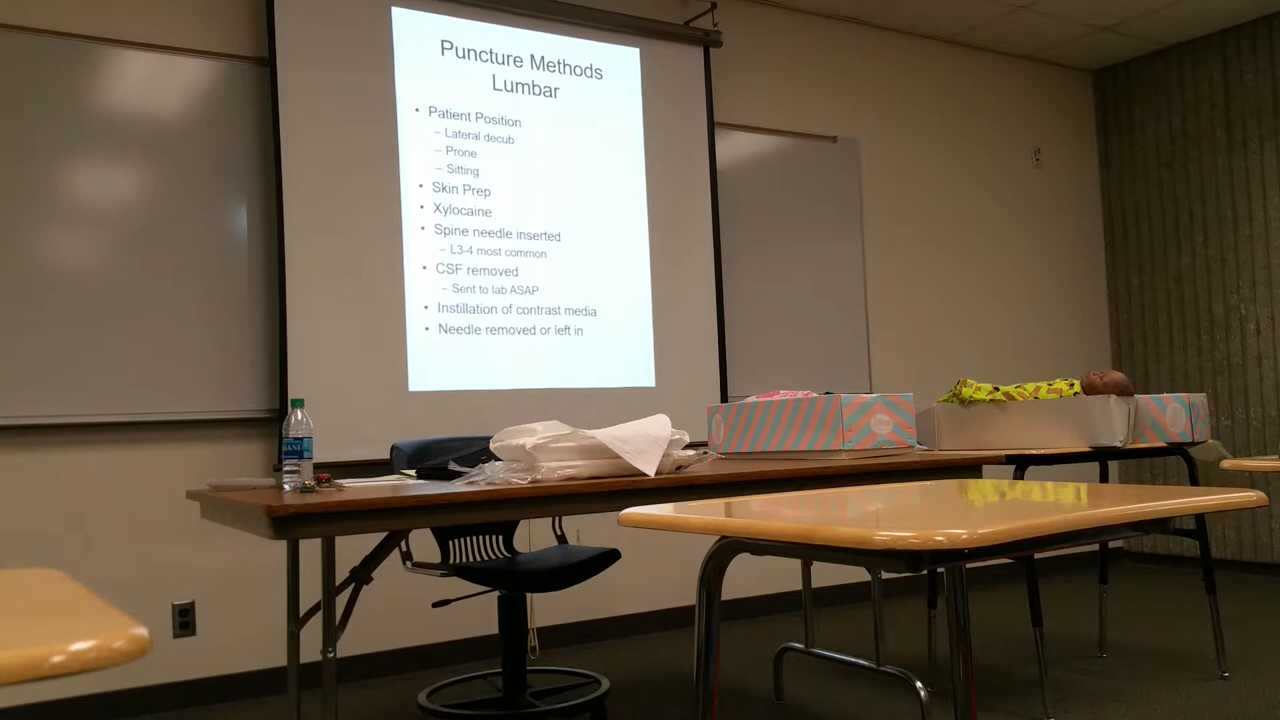 Puncture Methods
Lumbar
• Patient Position
– Lateral decub
– Prone
– Sitting
• Skin Prep
• Xylocaine
• Spine needle inserted
– L3-4 most common
• CSF removed
– Sent to lab ASAP
• Instillation of contrast media
• Needle removed or left in